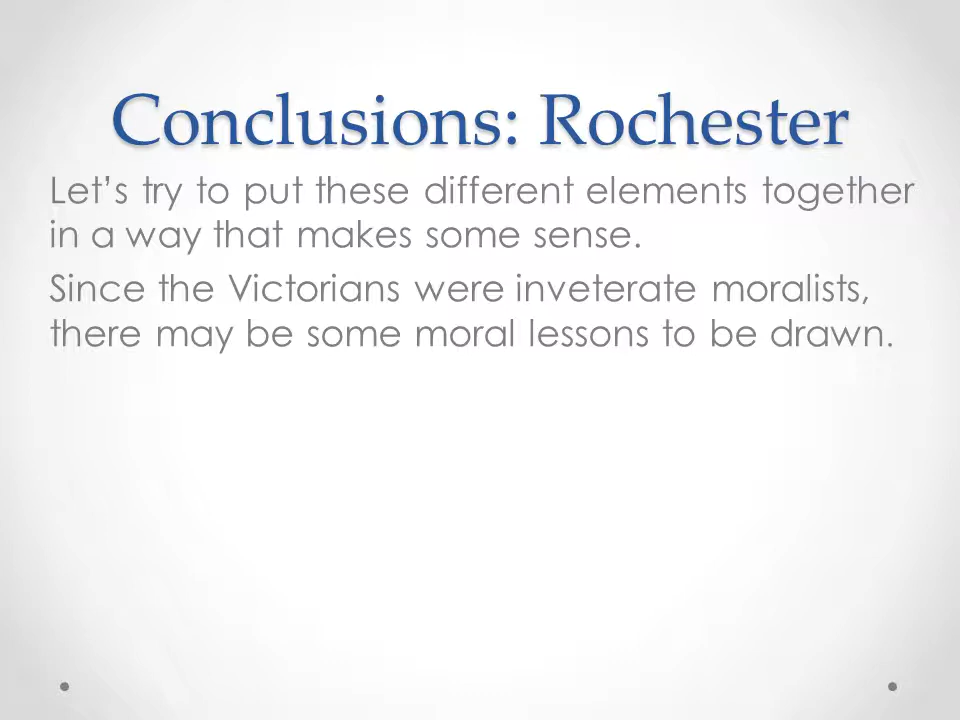 Conclusions: Rochester
Let’s try to put these different elements together
in a way that makes some sense.
Since the Victorians were inveterate moralists,
there may be some moral lessons to be drawn.